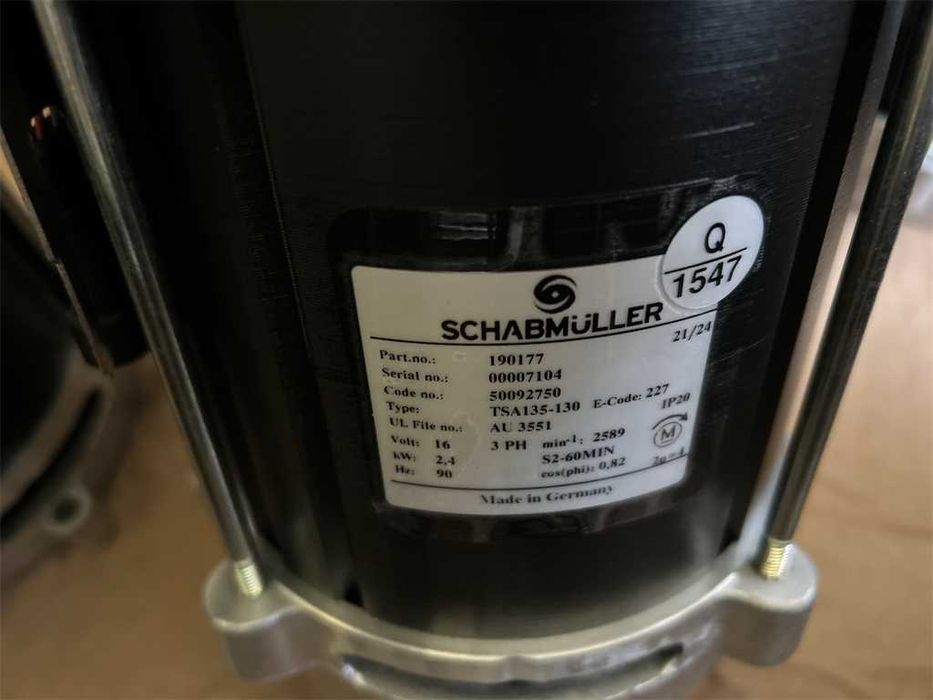 Q
1547
SCHABMÜLLER
21/24
Part.no.: 190177
Serial no.: 00007104
Code no.: 50092750
Type: TSA135-130 E-Code: 227
UL File no.: AU 3551 IP20
Volt: 16 3 PH min-1: 2589 M
kW: 2,4 S2-60MIN
Hz: 90 cos(phi): 0,82 2p=4
Made in Germany